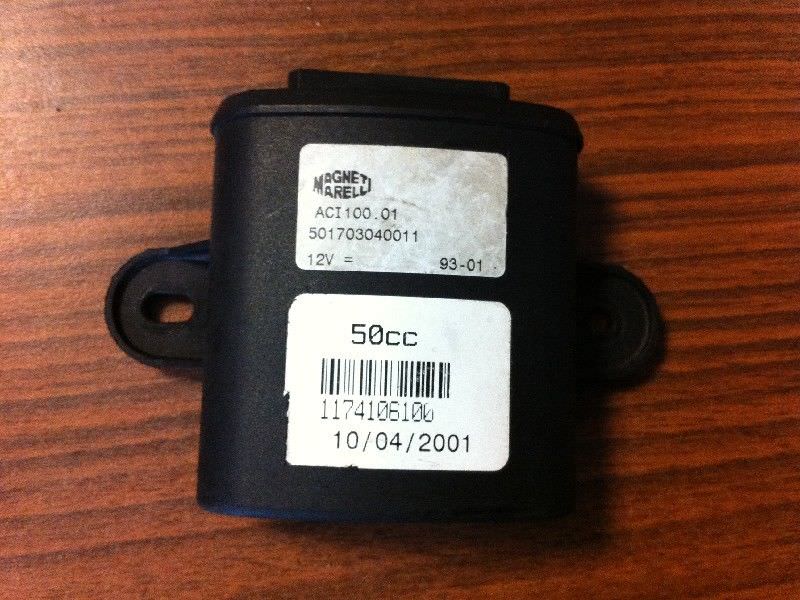 MAGNETI
MARELLI
ACI100.01
501703040011
12V = 93-01
50cc
1174106100
10/04/2001